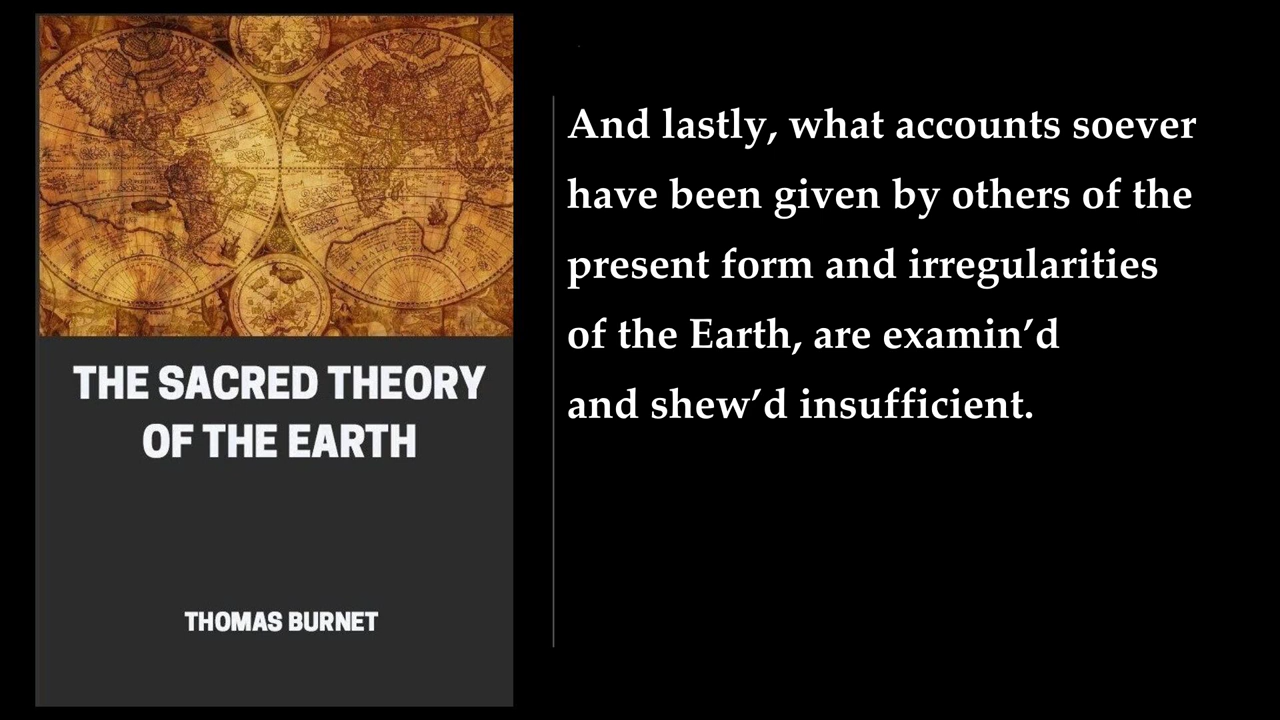 THE SACRED THEORY
OF THE EARTH
THOMAS BURNET
And lastly, what accounts soever
have been given by others of the
present form and irregularities
of the Earth, are examin’d
and shew’d insufficient.